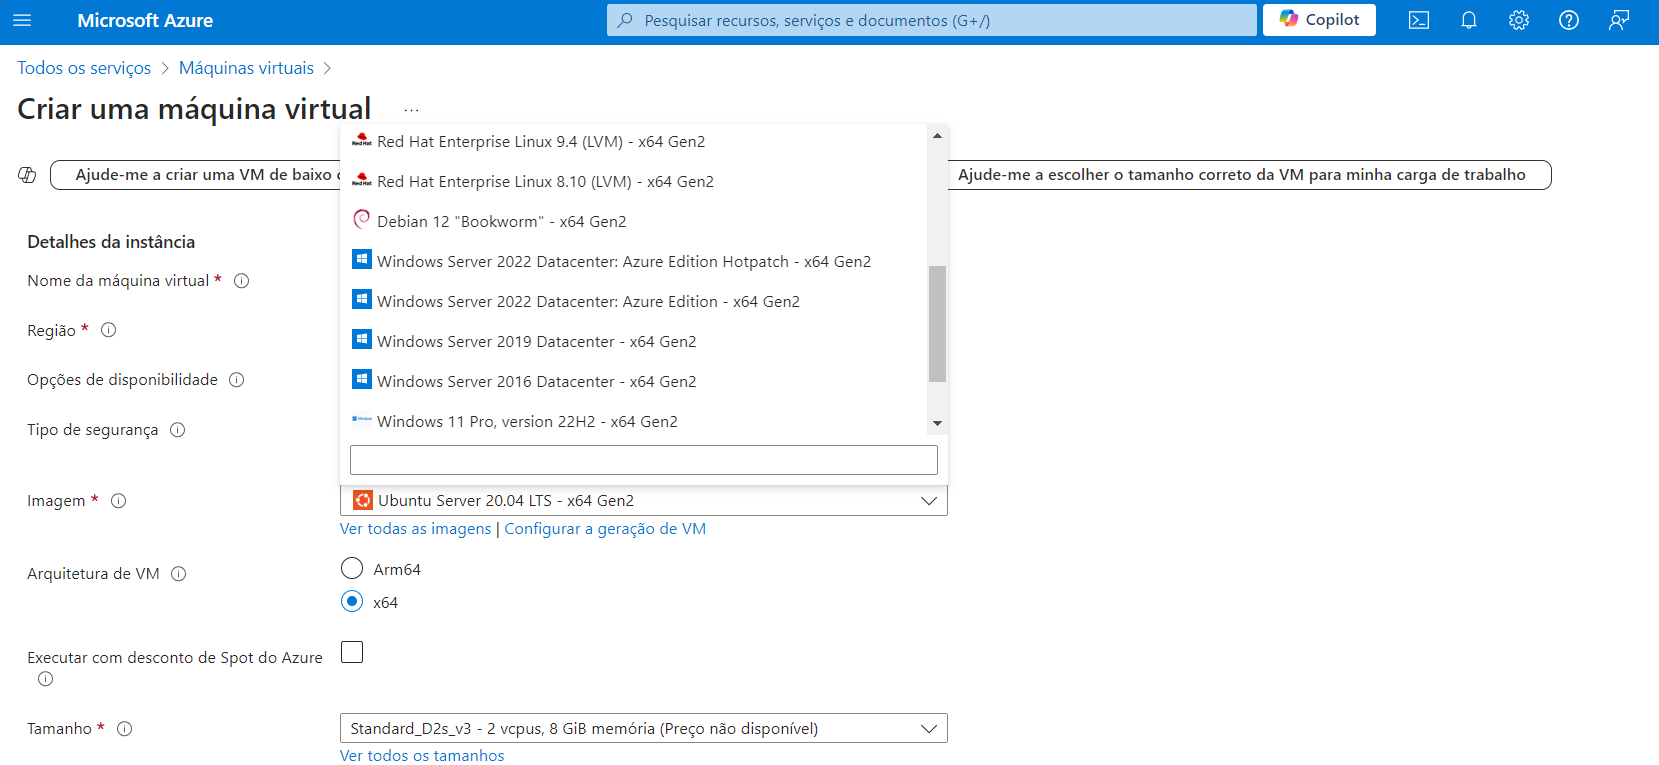 Microsoft Azure
Pesquisar recursos, serviços e documentos (G+/)
Copilot
Todos os serviços > Máquinas virtuais >
Criar uma máquina virtual ...
Ajude-me a criar uma VM de baixo
Ajude-me a escolher o tamanho correto da VM para minha carga de trabalho
Red Hat Red Hat Enterprise Linux 9.4 (LVM) - x64 Gen2
Red Hat Red Hat Enterprise Linux 8.10 (LVM) - x64 Gen2
Debian 12 "Bookworm" - x64 Gen2
Windows Server 2022 Datacenter: Azure Edition Hotpatch - x64 Gen2
Windows Server 2022 Datacenter: Azure Edition - x64 Gen2
Windows Server 2019 Datacenter - x64 Gen2
Windows Server 2016 Datacenter - x64 Gen2
Windows 11 Pro, version 22H2 - x64 Gen2
Detalhes da instância
Nome da máquina virtual *
Região *
Opções de disponibilidade
Tipo de segurança
Imagem *
Ubuntu Server 20.04 LTS - x64 Gen2
Ver todas as imagens | Configurar a geração de VM
Arquitetura de VM
Arm64
x64
Executar com desconto de Spot do Azure
Tamanho *
Standard_D2s_v3 - 2 vcpus, 8 GiB memória (Preço não disponível)
Ver todos os tamanhos